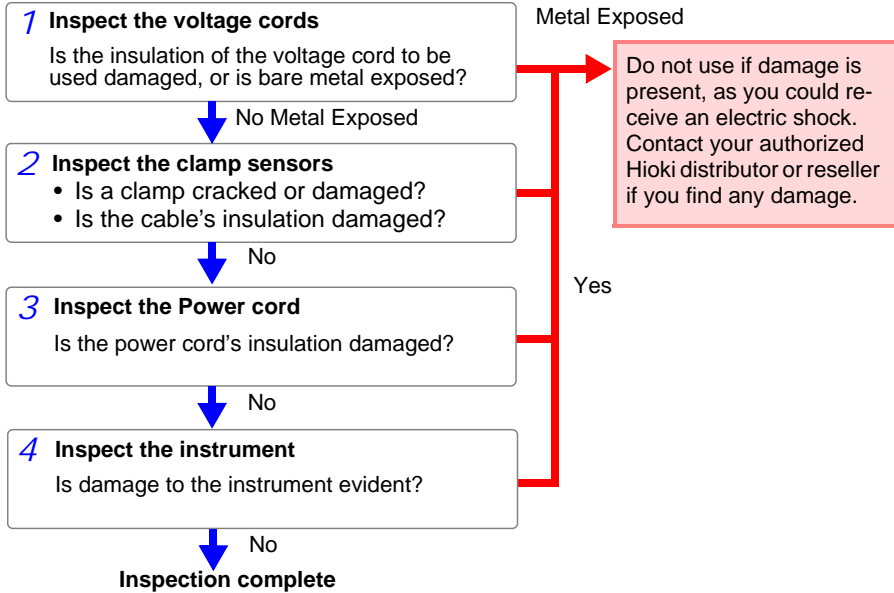 1 Inspect the voltage cords
Is the insulation of the voltage cord to be
used damaged, or is bare metal exposed?
Metal Exposed
Do not use if damage is
present, as you could re-
ceive an electric shock.
Contact your authorized
Hioki distributor or reseller
if you find any damage.
No Metal Exposed
2 Inspect the clamp sensors
• Is a clamp cracked or damaged?
• Is the cable's insulation damaged?
No
Yes
3 Inspect the Power cord
Is the power cord's insulation damaged?
No
4 Inspect the instrument
Is damage to the instrument evident?
No
Inspection complete